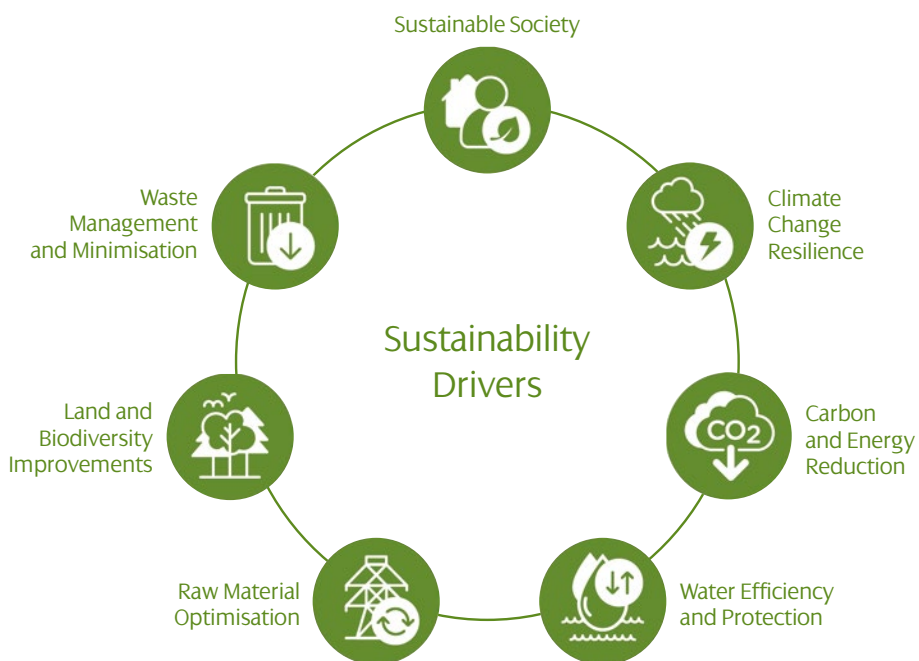 Sustainable Society
Climate
Change
Resilience
Carbon
and Energy
Reduction
Water Efficiency
and Protection
Raw Material
Optimisation
Land and
Biodiversity
Improvements
Waste
Management
and Minimisation
Sustainability
Drivers
CO2